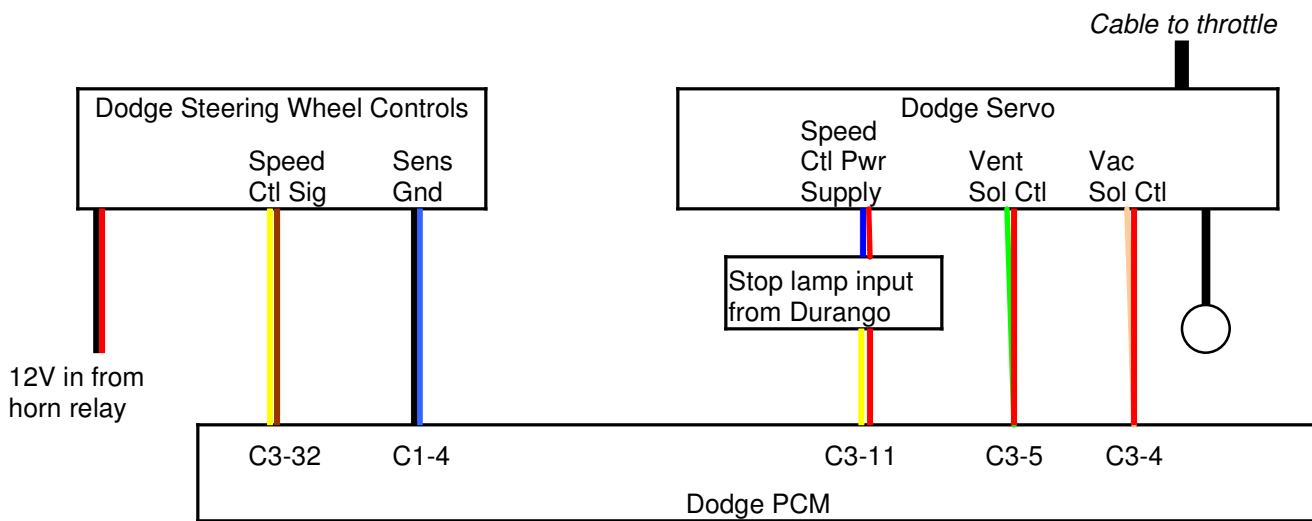 Cable to throttle
Dodge Steering Wheel Controls
Speed
Ctl Sig
Sens
Gnd
12V in from
horn relay
Dodge Servo
Speed
Ctl Pwr
Supply
Vent
Sol Ctl
Vac
Sol Ctl
Stop lamp input
from Durango
C3-32
C1-4
C3-11
C3-5
C3-4
Dodge PCM